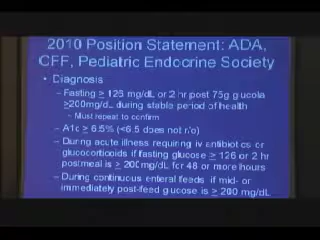 2010 Position Statement: ADA,
CFF, Pediatric Endocrine Society
• Diagnosis
– Fasting ≥ 126 mg/dL or 2 hr post 75g glucola
≥200mg/dL during stable period of health
– Must repeat to confirm
– A1c ≥ 6.5% (<6.5 does not r/o)
– During acute illness requiring iv antibiotics or
glucocorticoids if fasting glucose ≥ 126 or 2 hr
postmeal is ≥ 200mg/dL for 48 or more hours
– During continuous enteral feeds if mid- or
immediately post-feed glucose is ≥ 200 mg/dL